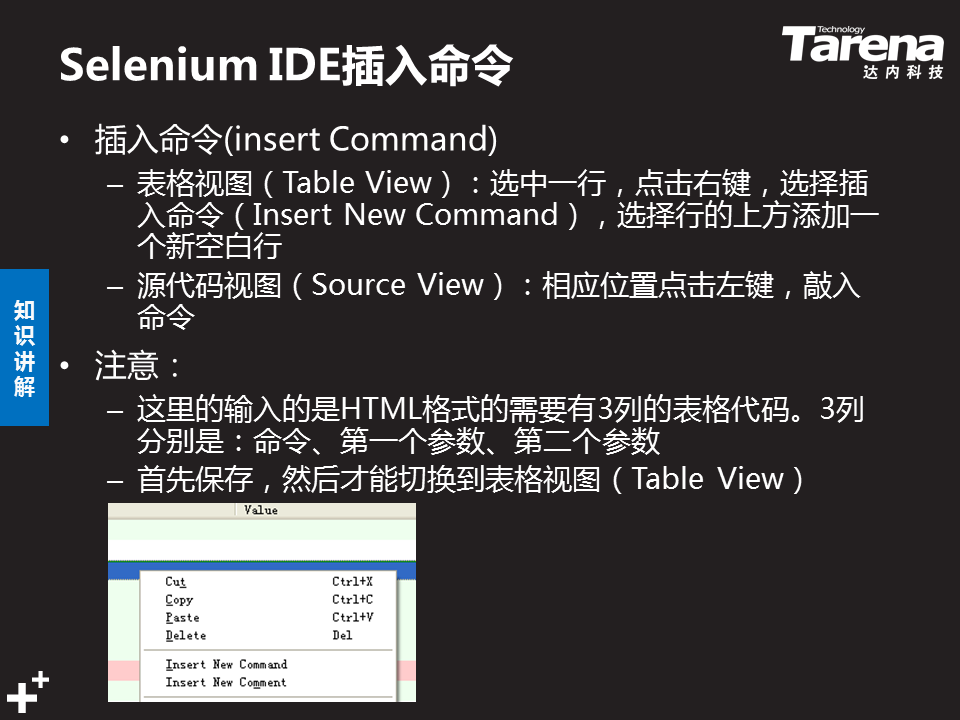 Selenium IDE插入命令
Technology
Tarena
达内科技
• 插入命令(insert Command)
– 表格视图（Table View）：选中一行，点击右键，选择插
入命令（Insert New Command），选择行的上方添加一
个新空白行
– 源代码视图（Source View）：相应位置点击左键，敲入
命令
知
识
讲
解
• 注意：
– 这里的输入的是HTML格式的需要有3列的表格代码。3列
分别是：命令、第一个参数、第二个参数
– 首先保存，然后才能切换到表格视图（Table View）
Value
Cut Ctrl+X
Copy Ctrl+C
Paste Ctrl+V
Delete Del
Insert New Command
Insert New Comment